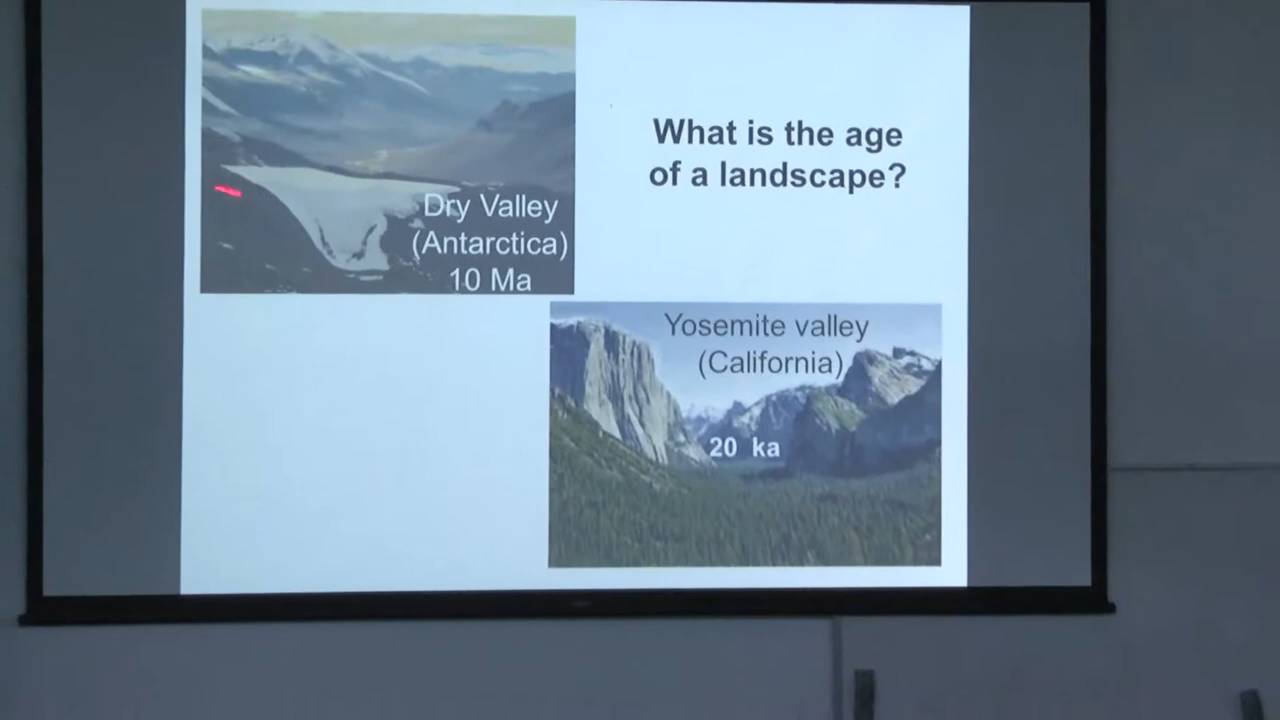 What is the age
of a landscape?
Dry Valley
(Antarctica)
10 Ma
Yosemite valley
(California)
20 ka